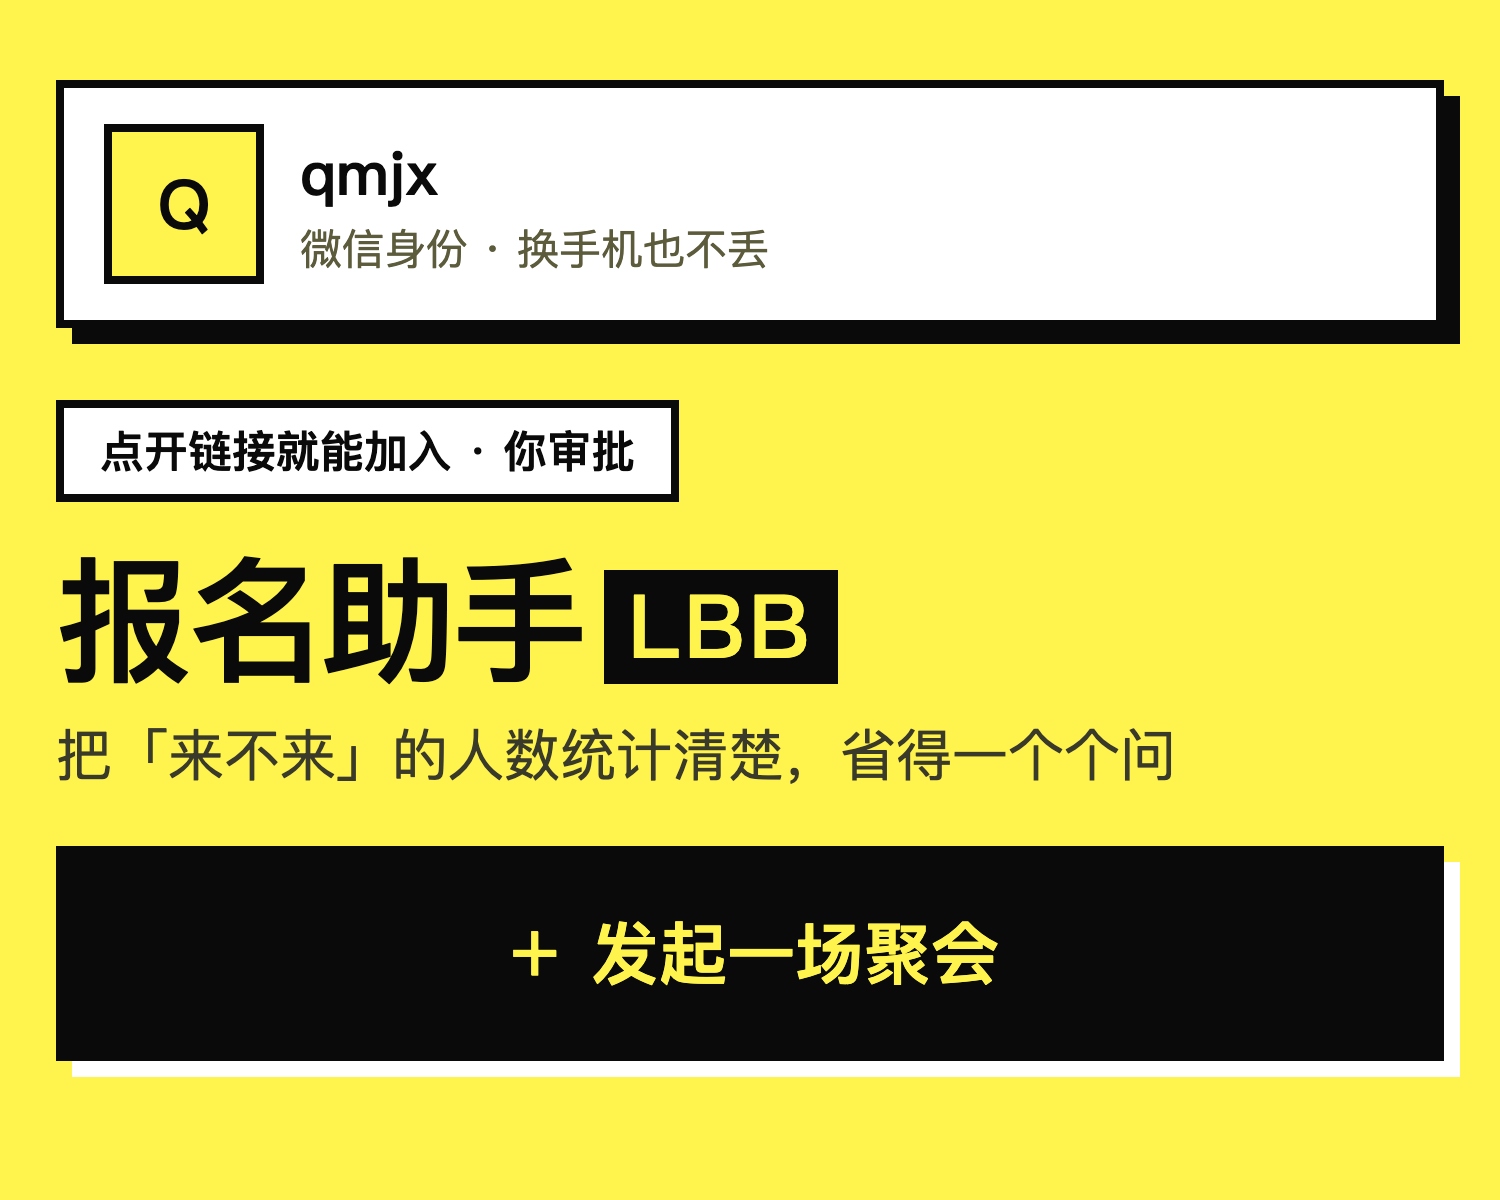 Q
qmjx
微信身份 · 换手机也不丢
点开链接就能加入 · 你审批
报名助手 LBB
把「来不来」的人数统计清楚，省得一个个问
+ 发起一场聚会